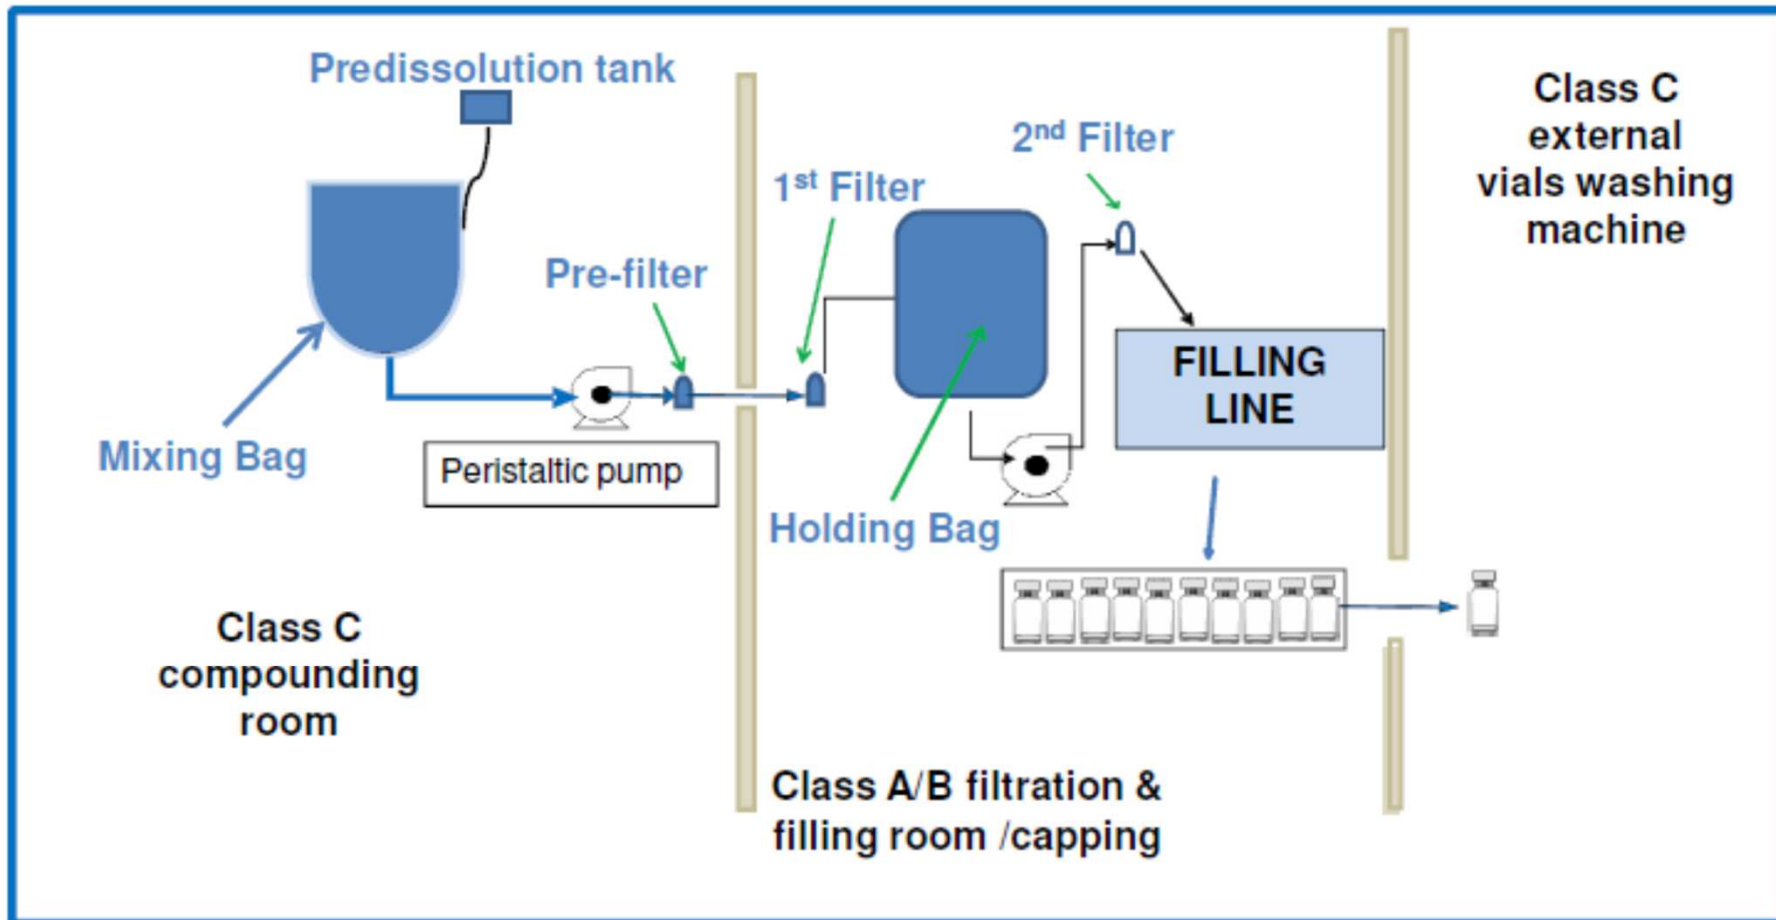 Predissolution tank
Class C
external
vials washing
machine
2nd Filter
1st Filter
Pre-filter
FILLING
LINE
Mixing Bag
Peristaltic pump
Holding Bag
Class C
compounding
room
Class A/B filtration &
filling room /capping